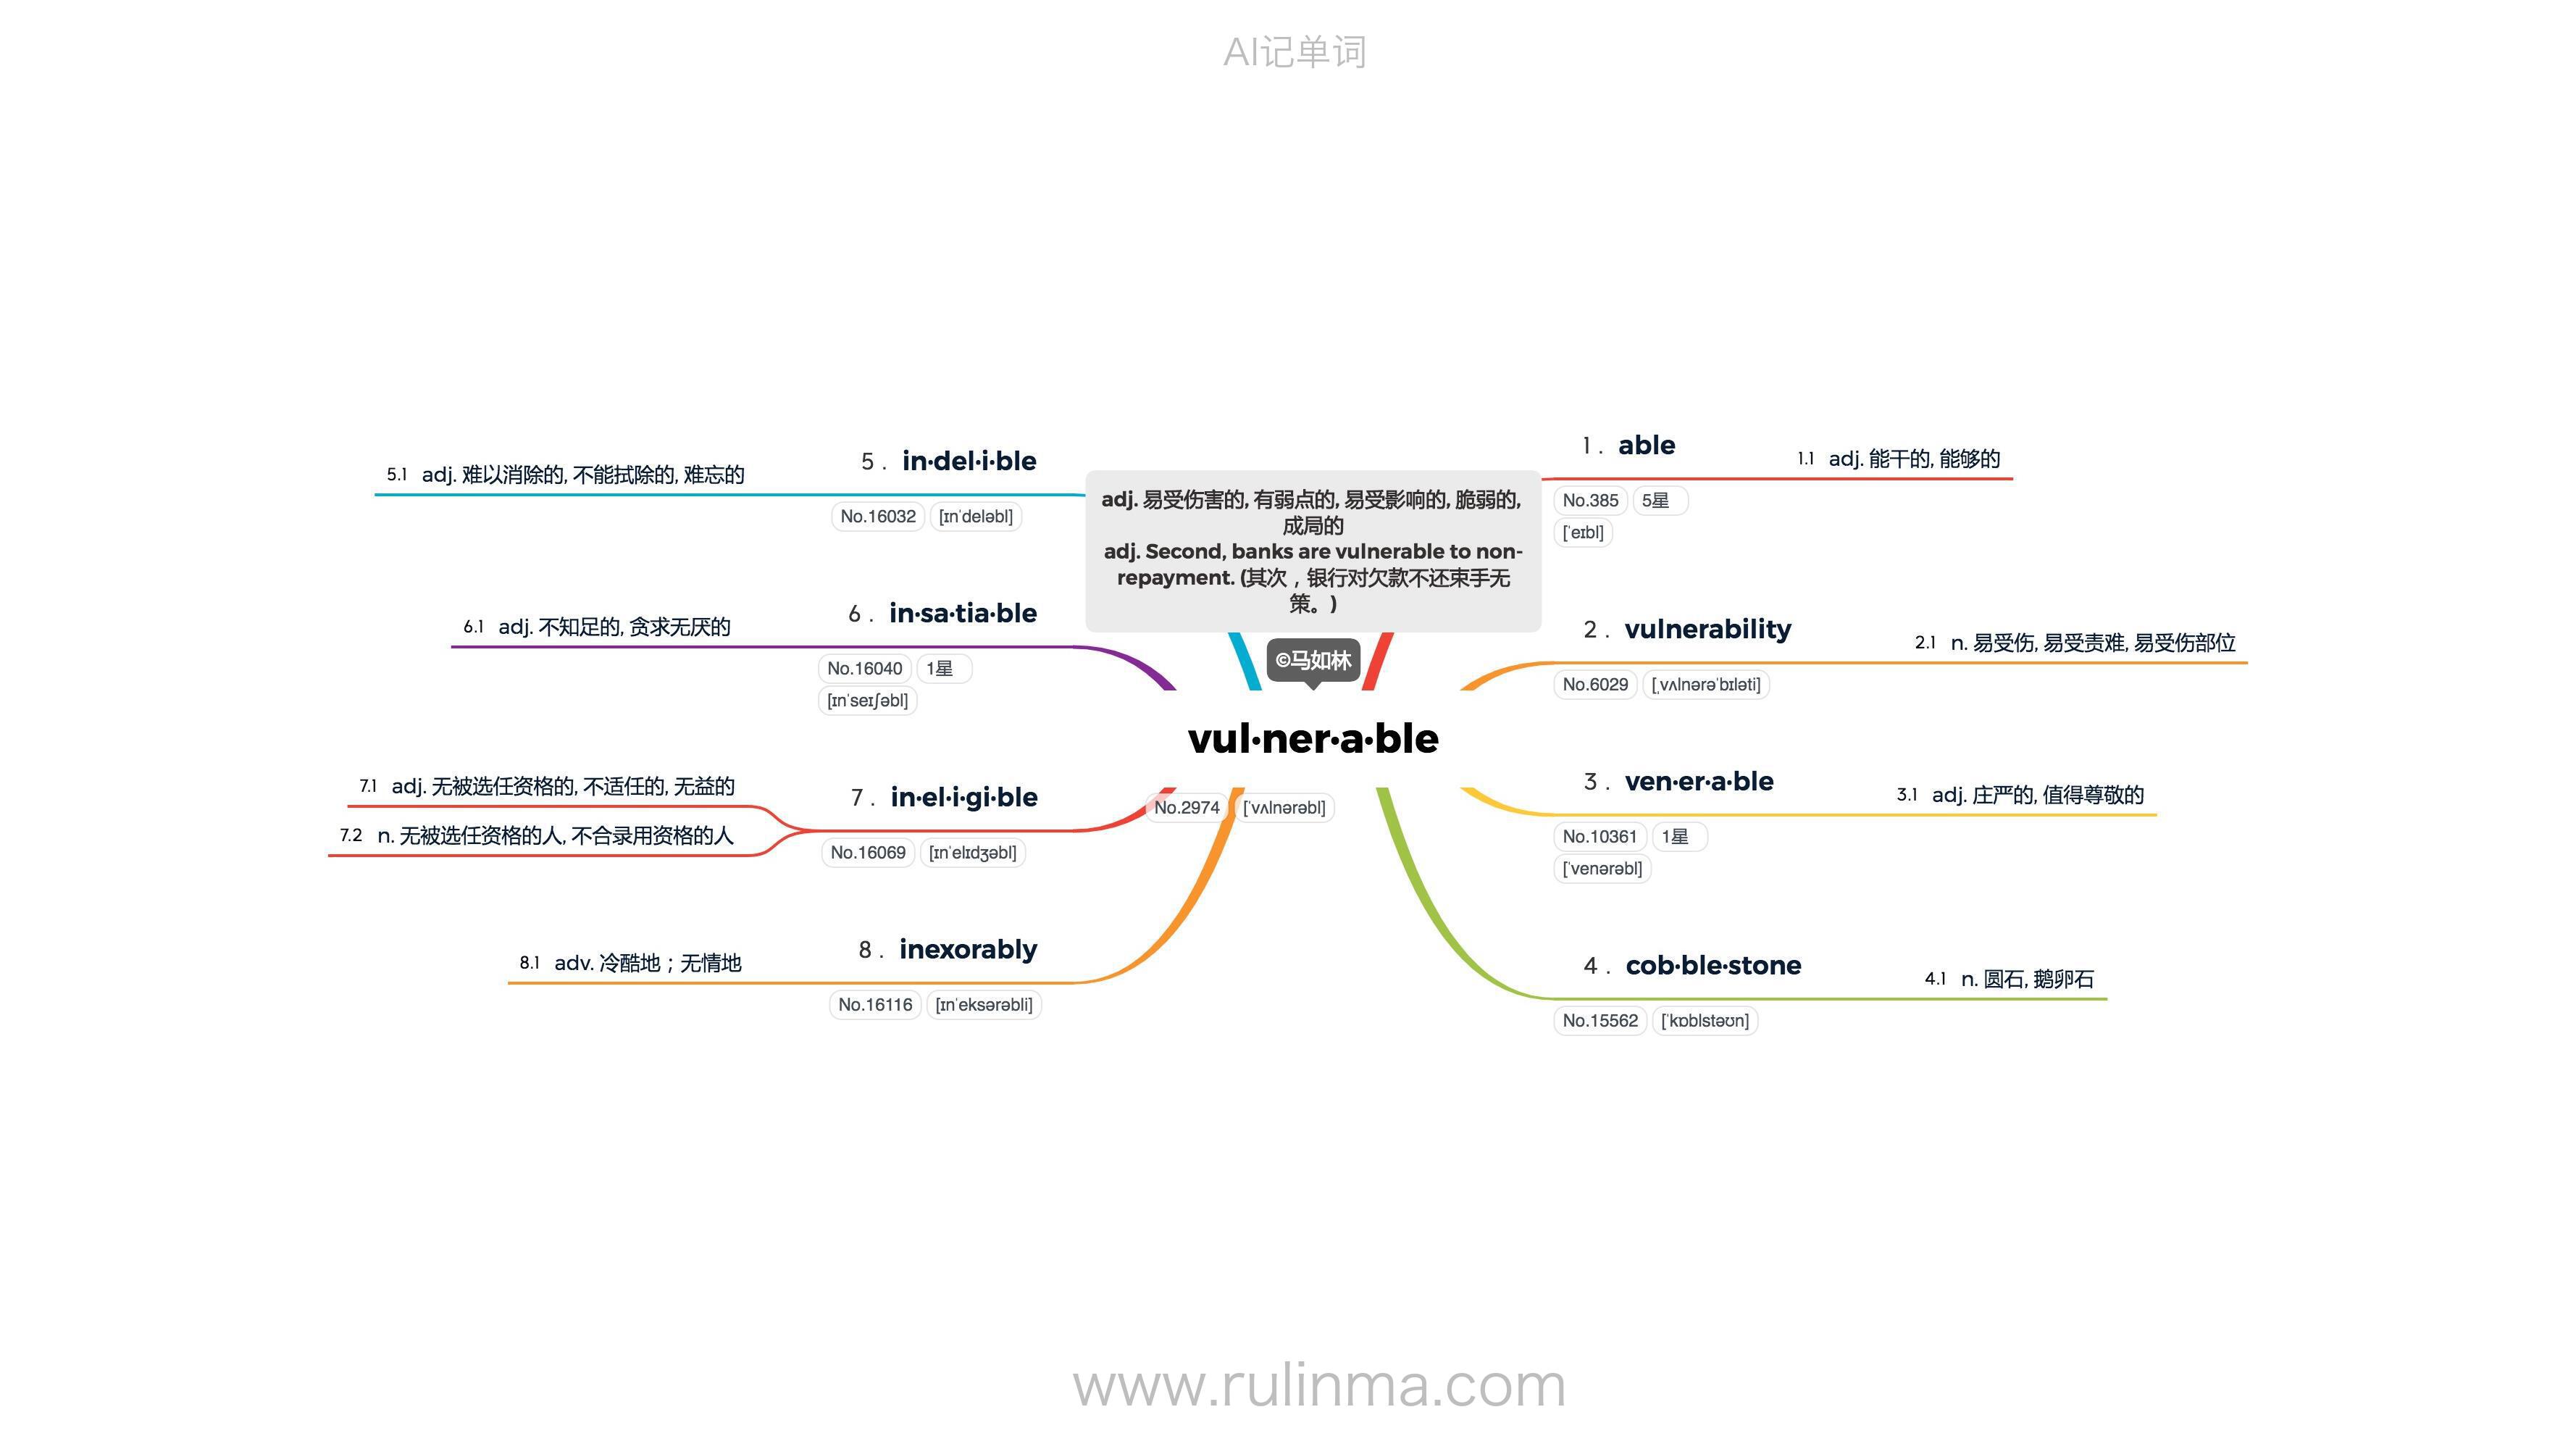 AI记单词
adj. 易受伤害的, 有弱点的, 易受影响的, 脆弱的,
成局的
adj. Second, banks are vulnerable to non-
repayment. (其次，银行对欠款不还束手无
策。)
©马如林
vul·ner·a·ble
No.2974 [ˈvʌlnərəbl]
1 . able
1.1 adj. 能干的, 能够的
No.385 5星
[ˈeɪbl]
2 . vulnerability
2.1 n. 易受伤, 易受责难, 易受伤部位
No.6029 [ˌvʌlnərəˈbɪləti]
3 . ven·er·a·ble
3.1 adj. 庄严的, 值得尊敬的
No.10361 1星
[ˈvenərəbl]
4 . cob·ble·stone
4.1 n. 圆石, 鹅卵石
No.15562 [ˈkɒblstəʊn]
5 . in·del·i·ble
5.1 adj. 难以消除的, 不能拭除的, 难忘的
No.16032 [ɪnˈdeləbl]
6 . in·sa·tia·ble
6.1 adj. 不知足的, 贪求无厌的
No.16040 1星
[ɪnˈseɪʃəbl]
7 . in·el·i·gi·ble
7.1 adj. 无被选任资格的, 不适任的, 无益的
7.2 n. 无被选任资格的人, 不合录用资格的人
No.16069 [ɪnˈelɪdʒəbl]
8 . inexorably
8.1 adv. 冷酷地；无情地
No.16116 [ɪnˈeksərəbli]
www.rulinma.com